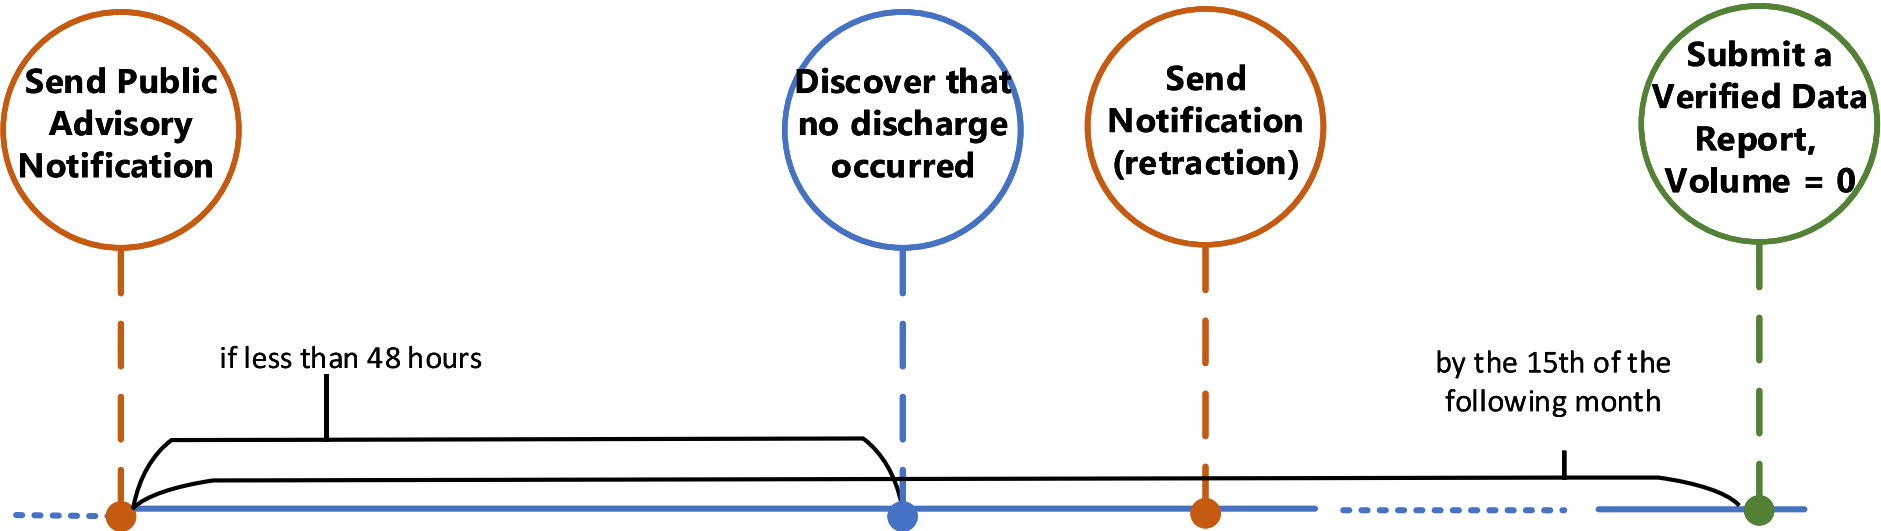 Send Public
Advisory
Notification
Discover that
no discharge
occurred
Send
Notification
(retraction)
Submit a
Verified Data
Report,
Volume = 0
if less than 48 hours
by the 15th of the
following month